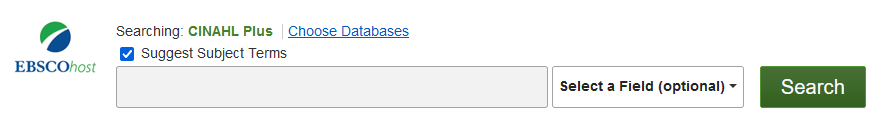 Searching: CINAHL Plus Choose Databases
Suggest Subject Terms
EBSCOhost
Select a Field (optional)
Search